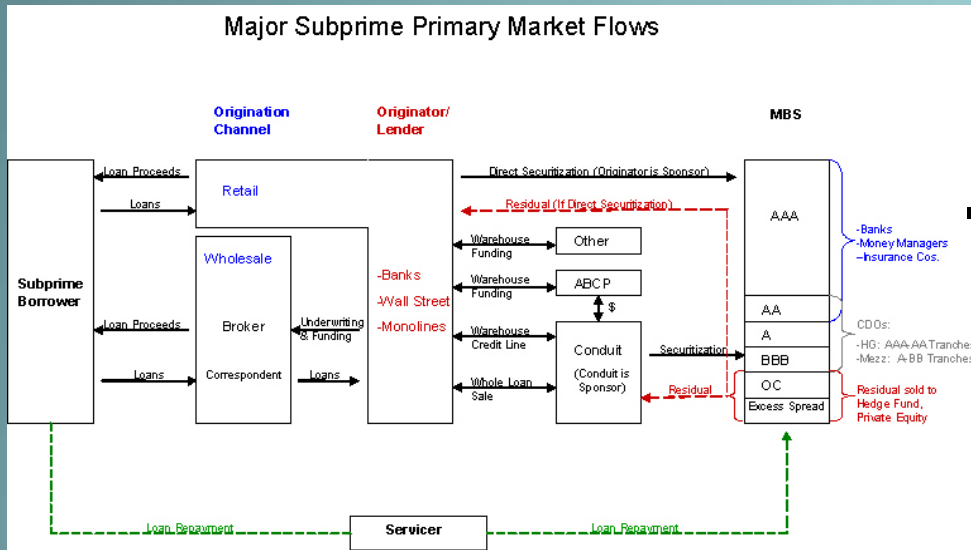 Major Subprime Primary Market Flows
Origination
Channel
Originator/
Lender
MBS
Loan Proceeds
Loans
Retail
Direct Securitization (Originator is Sponsor)
Residual (If Direct Securitization)
AAA
-Banks
-Money Managers
-Insurance Cos.
Wholesale
Warehouse
Funding
Other
Subprime
Borrower
-Banks
-Wall Street
-Monolines
Warehouse
Funding
ABCP
$
AA
Loan Proceeds
Broker
Underwriting
& Funding
Warehouse
Credit Line
Conduit
(Conduit is
Sponsor)
Securitization
A
BBB
CDOs:
-HG: AAA-AA Tranches
-Mezz: A-BB Tranches
Loans
Correspondent
Loans
Whole Loan
Sale
Residual
OC
Excess Spread
Residual sold to
Hedge Fund,
Private Equity
Loan Repayment
Servicer
Loan Repayment